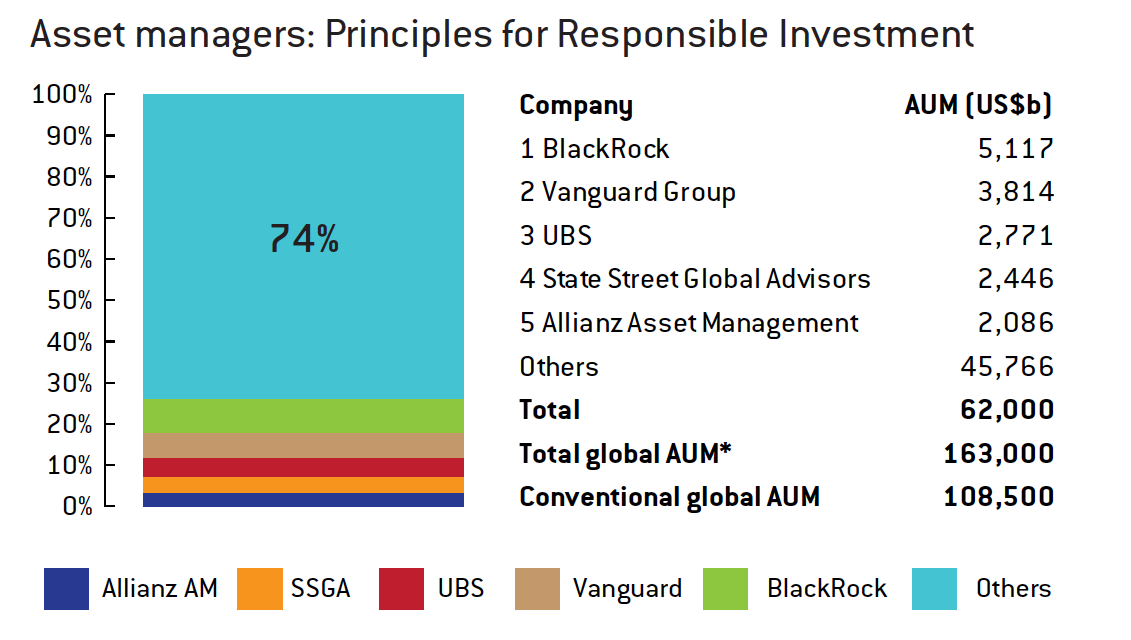 Asset managers: Principles for Responsible Investment
100%
90%
80%
70%
60%
50%
40%
30%
20%
10%
0%
74%
Company AUM (US$b)
1 BlackRock 5,117
2 Vanguard Group 3,814
3 UBS 2,771
4 State Street Global Advisors 2,446
5 Allianz Asset Management 2,086
Others 45,766
Total 62,000
Total global AUM* 163,000
Conventional global AUM 108,500
Allianz AM SSGA UBS Vanguard BlackRock Others